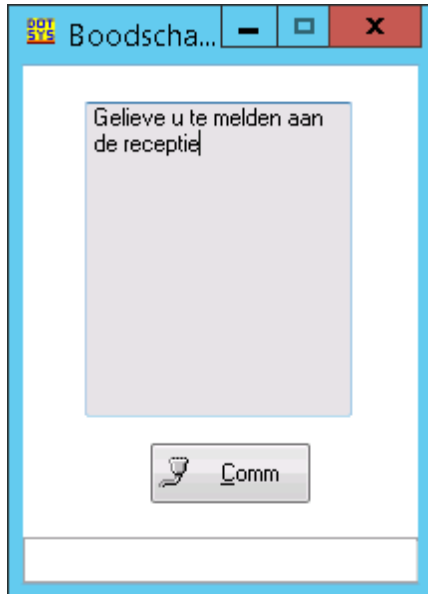 DOT
SYS
Boodscha...
Gelieve u te melden aan
de receptie
Comm